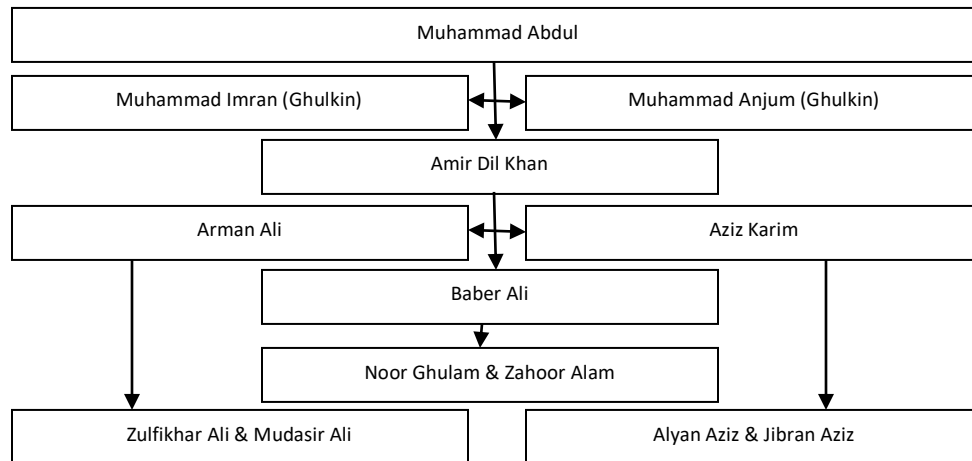 Muhammad Abdul
Muhammad Imran (Ghulkin)
Muhammad Anjum (Ghulkin)
Amir Dil Khan
Arman Ali
Aziz Karim
Baber Ali
Noor Ghulam & Zahoor Alam
Zulfikhar Ali & Mudasir Ali
Alyan Aziz & Jibran Aziz